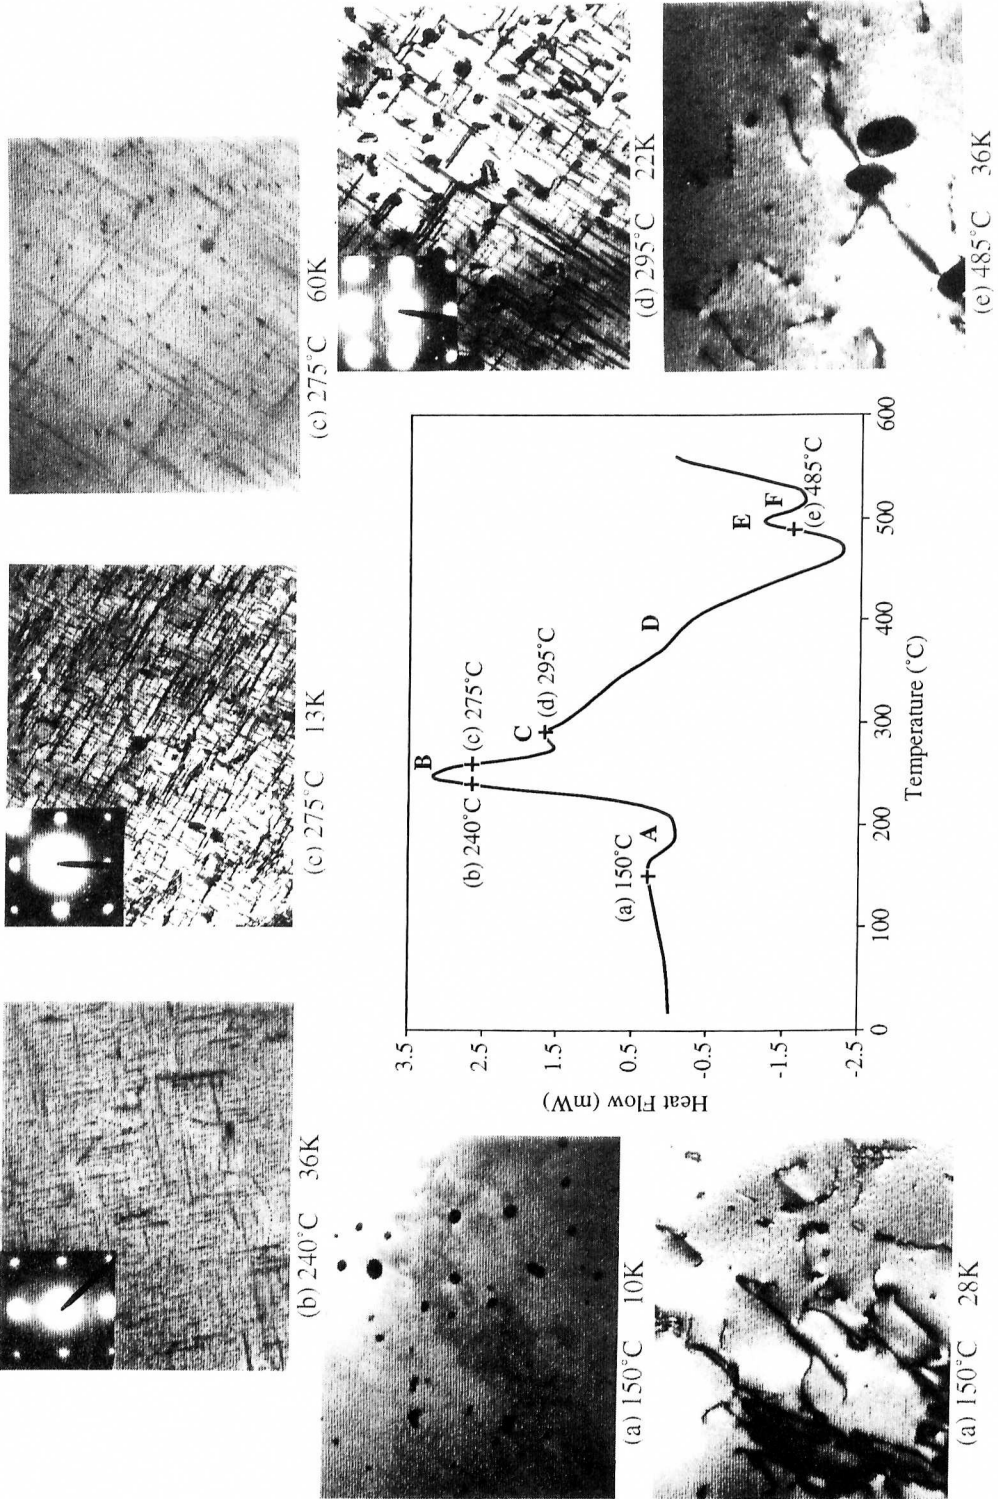 (b) 240°C 36K
(c) 275°C 13K
(c) 275°C 60K
(a) 150°C 10K
(a) 150°C 28K
(d) 295°C 22K
(e) 485°C 36K
Heat Flow (mW)
3.5
2.5
1.5
0.5
-0.5
-1.5
-2.5
B
(b) 240°C
(c) 275°C
C
(d) 295°C
(a) 150°C
A
D
E
F
(e) 485°C
0
100
200
300
400
500
600
Temperature (°C)